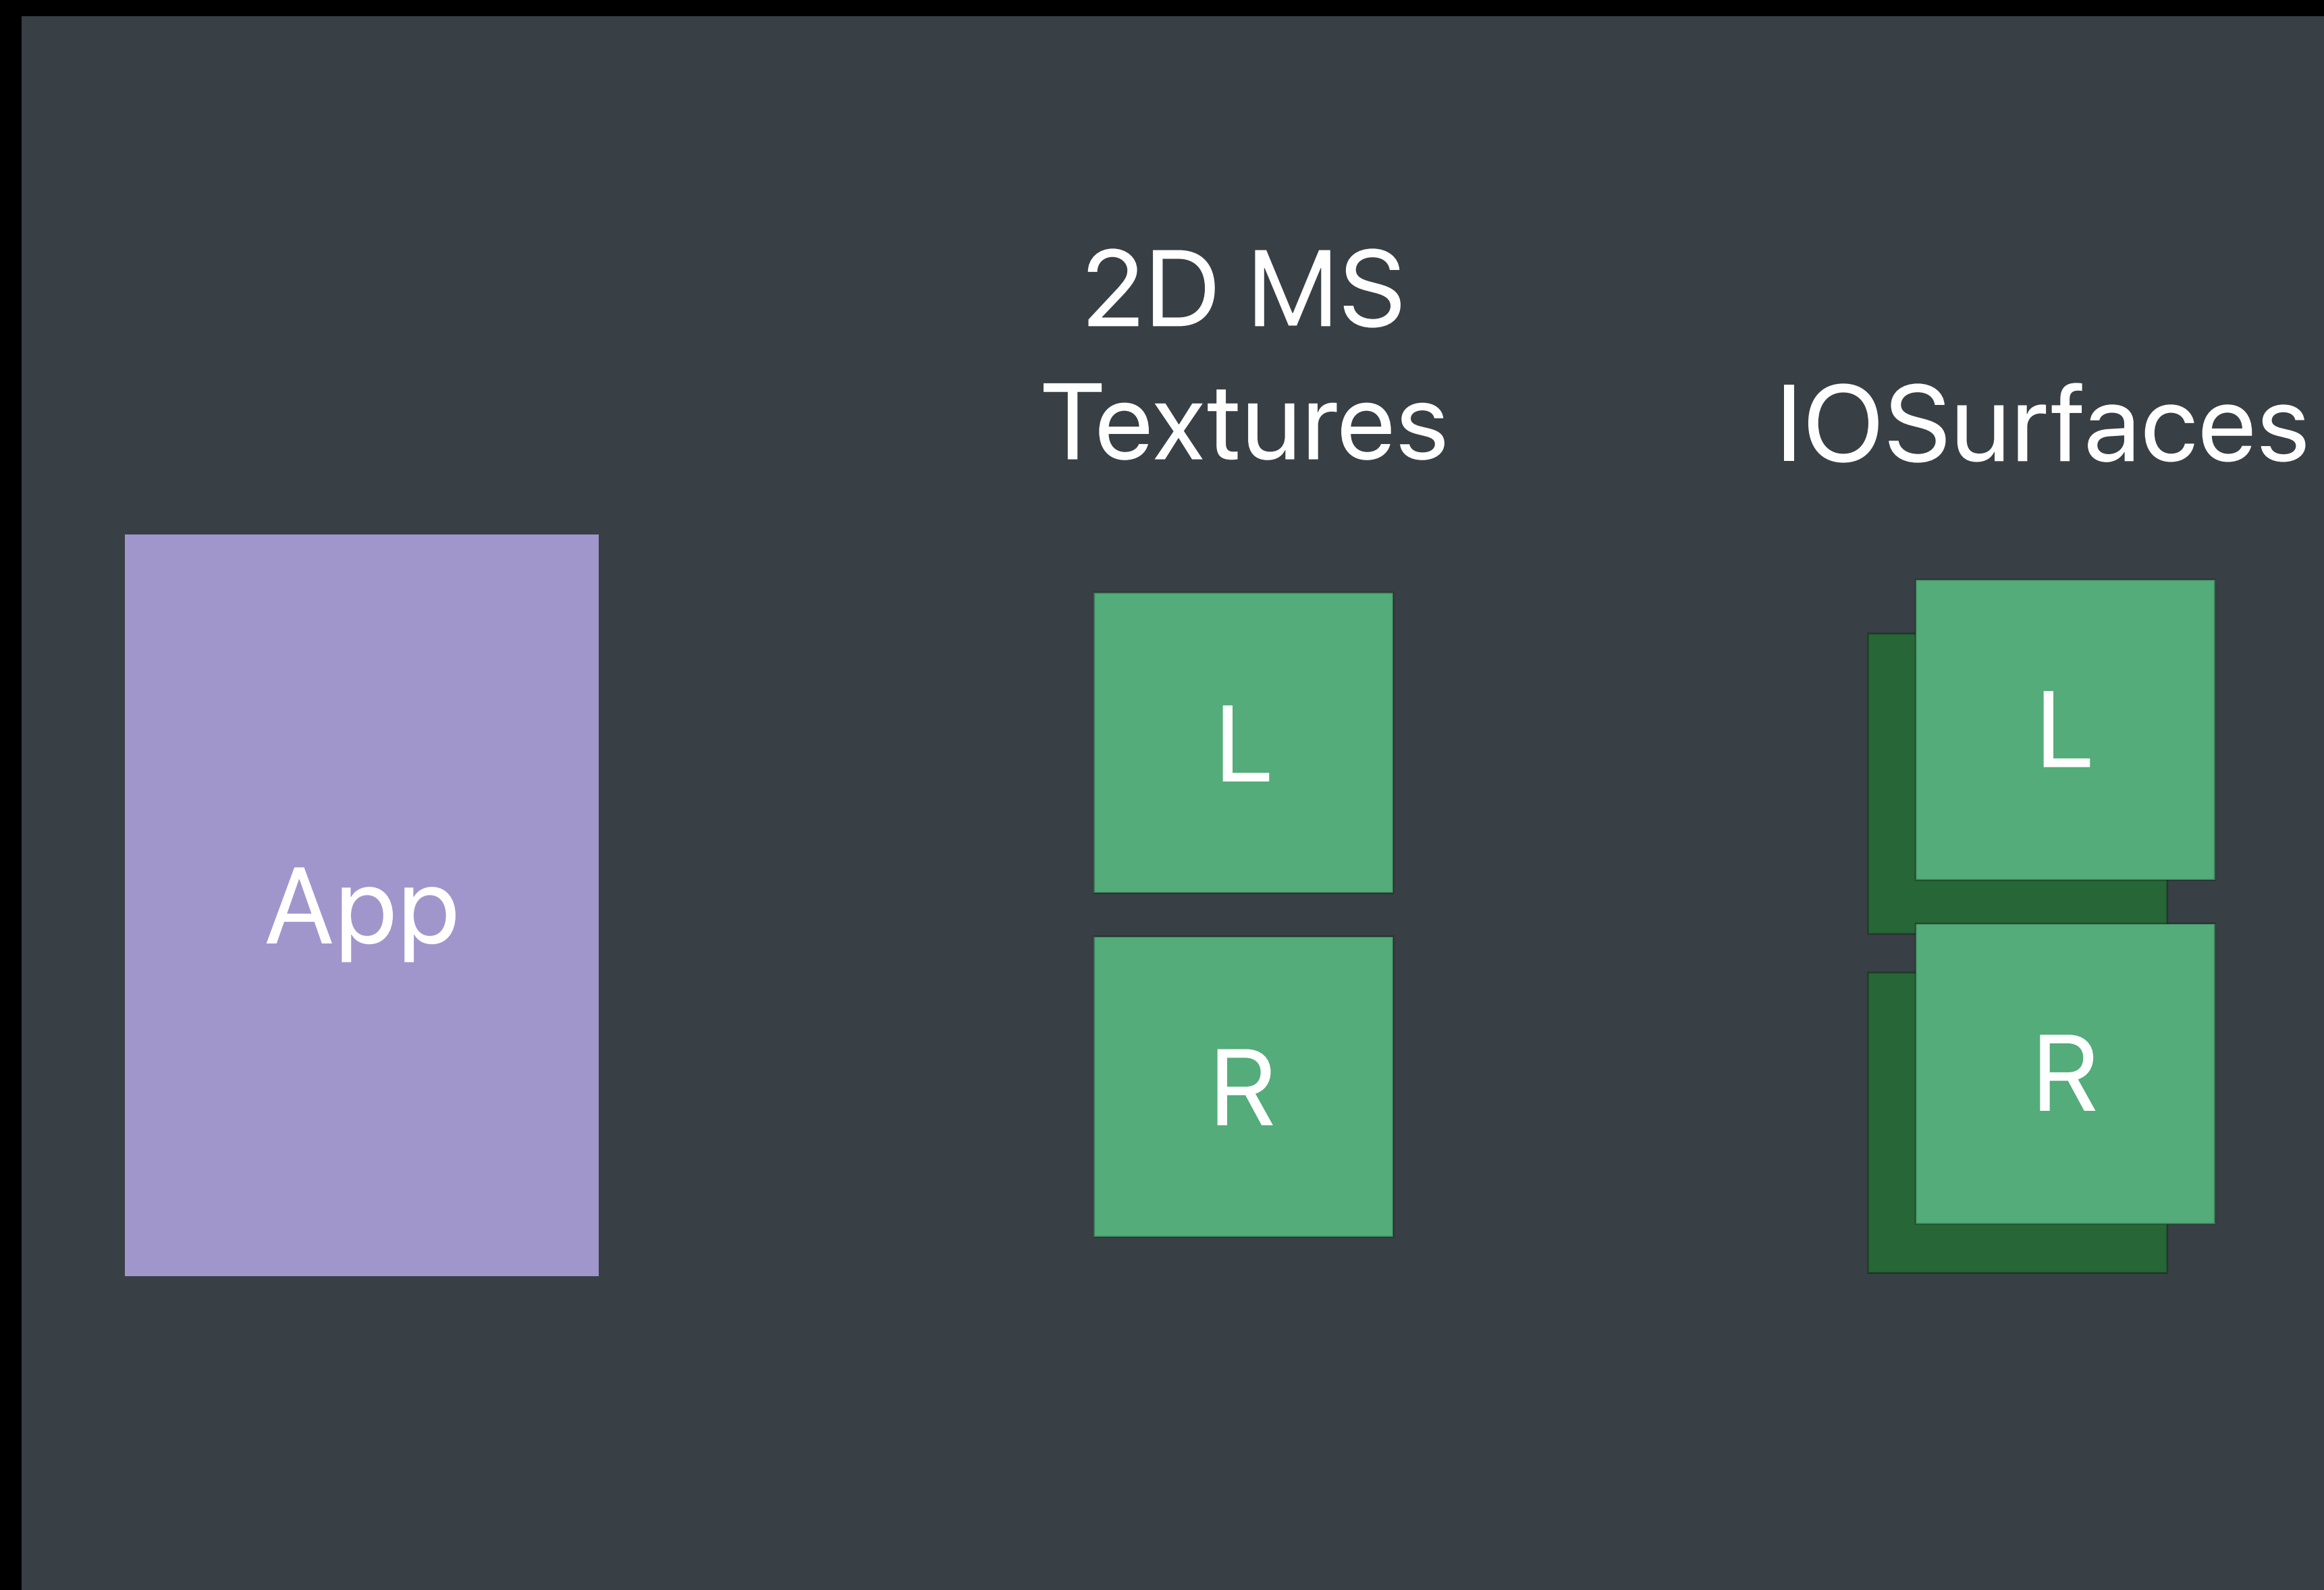 2D MS
Textures
IOSurfaces
App
L
R
L
R